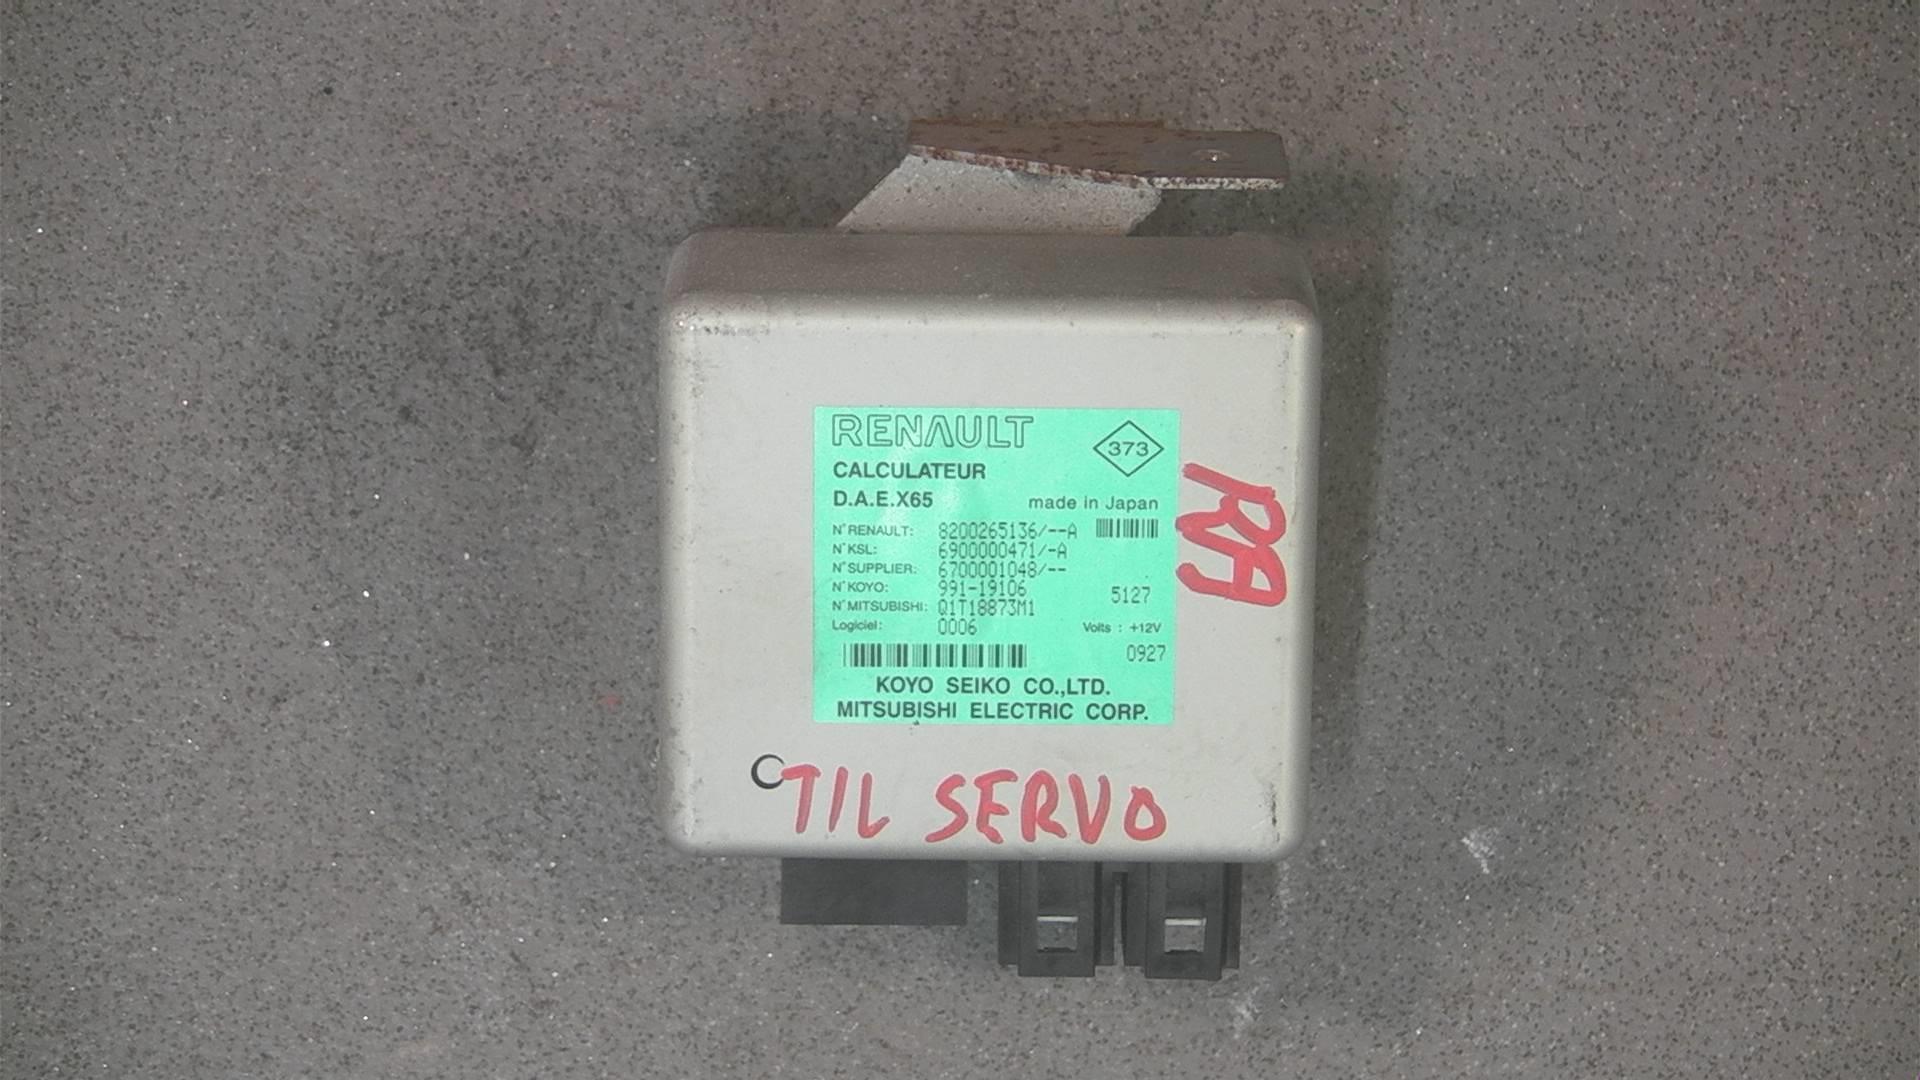 RENAULT
373
CALCULATEUR
D.A.E.X65 made in Japan
N° RENAULT: 8200265136/--A
N° KSL: 6900000471/-A
N° SUPPLIER: 6700001048/--
N° KOYO: 991-19106 5127
N° MITSUBISHI: Q1T18873M1
Logiciel: 0006 Volts : +12V
0927
KOYO SEIKO CO.,LTD.
MITSUBISHI ELECTRIC CORP.
RA
TIL SERVO